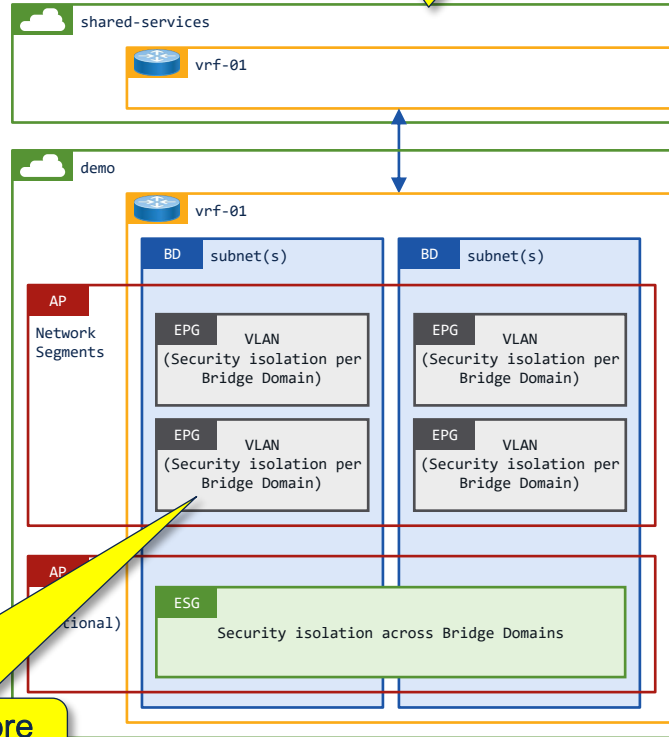 shared-services
vrf-01
demo
vrf-01
BD subnet(s)
BD subnet(s)
AP
Network
Segments
EPG
VLAN
(Security isolation per
Bridge Domain)
EPG
VLAN
(Security isolation per
Bridge Domain)
EPG
VLAN
(Security isolation per
Bridge Domain)
EPG
VLAN
(Security isolation per
Bridge Domain)
AP
tional)
ESG
Security isolation across Bridge Domains